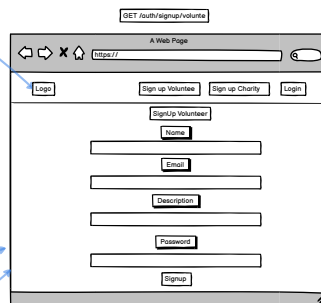 GET /auth/signup/volunte
A Web Page
https://
Logo
Sign up Voluntee
Sign up Charity
Login
SignUp Volunteer
Name
Email
Description
Password
Signup